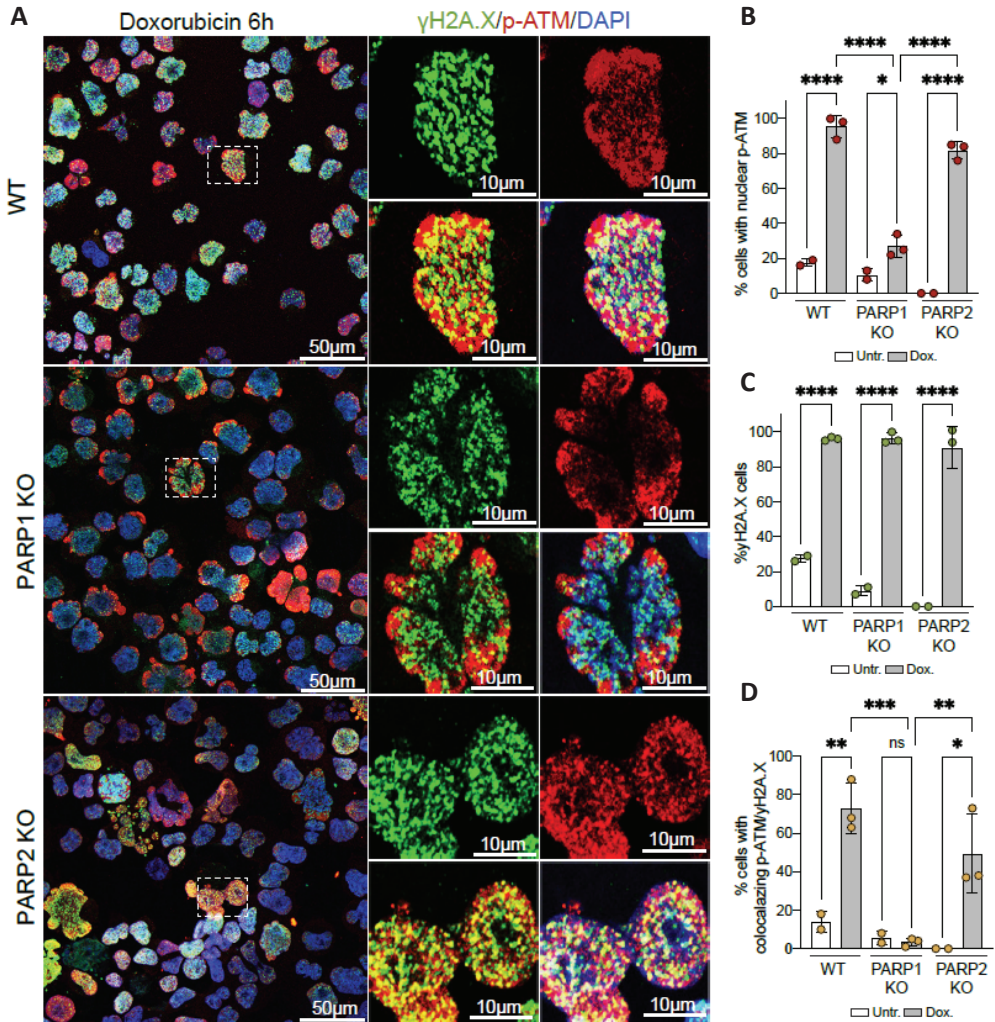 A
Doxorubicin 6h
γH2A.X/p-ATM/DAPI
WT
50µm
10µm
10µm
10µm
10µm
PARP1 KO
50µm
10µm
10µm
10µm
10µm
PARP2 KO
50µm
10µm
10µm
10µm
10µm
B
**** ****
**** * ****
% cells with nuclear p-ATM
100
80
60
40
20
0
WT PARP1 KO PARP2 KO
Untr. Dox.
C
**** **** ****
%γH2A.X cells
100
80
60
40
20
0
WT PARP1 KO PARP2 KO
Untr. Dox.
D
*** **
** ns *
% cells with
colocalazing p-ATM/γH2A.X
100
80
60
40
20
0
WT PARP1 KO PARP2 KO
Untr. Dox.